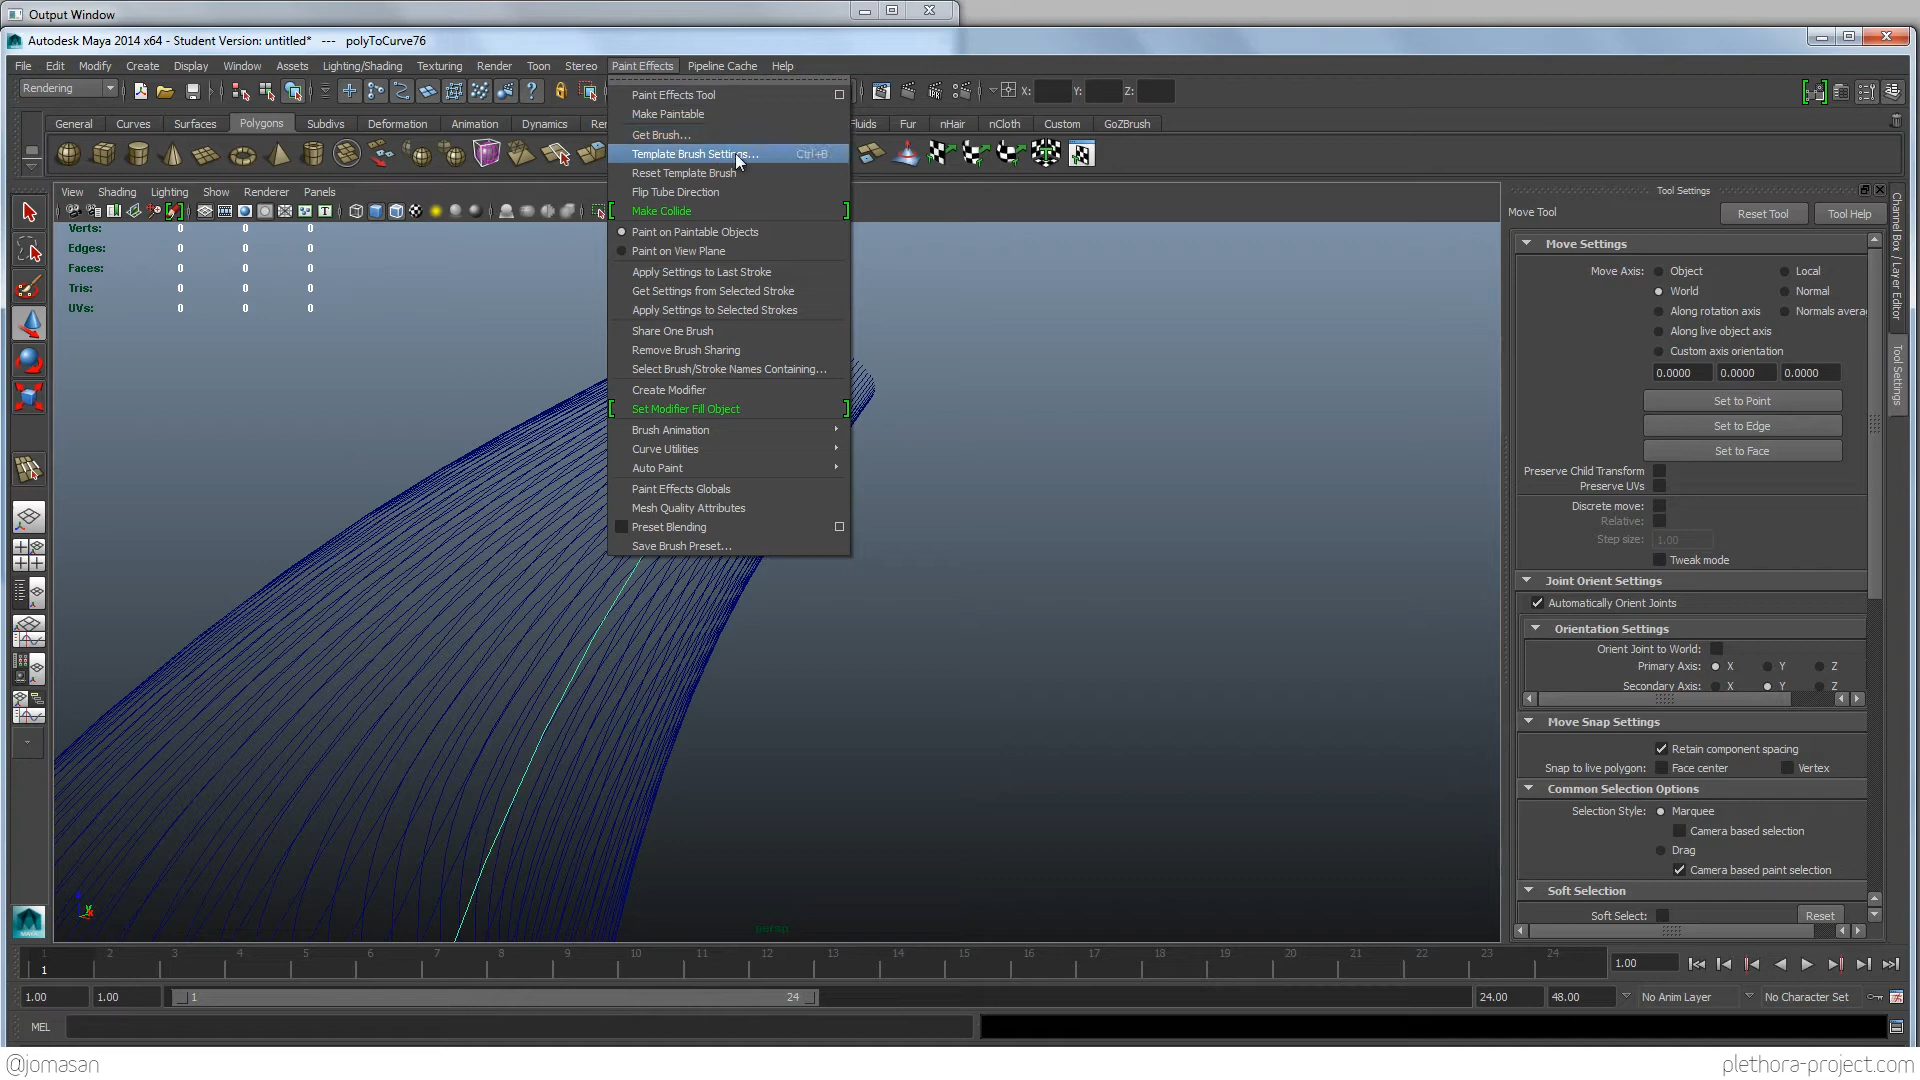 Output Window
Autodesk Maya 2014 x64 - Student Version: untitled* --- polyToCurve76
File Edit Modify Create Display Window Assets Lighting/Shading Texturing Render Toon Stereo Paint Effects Pipeline Cache Help
Rendering
X: Y: Z:
General Curves Surfaces Polygons Subdivs Deformation Animation Dynamics Fluids Fur nHair nCloth Custom GoZBrush
Paint Effects Tool
Make Paintable
Get Brush...
Template Brush Settings... Ctrl+B
Reset Template Brush
Flip Tube Direction
Make Collide
Paint on Paintable Objects
Paint on View Plane
Apply Settings to Last Stroke
Get Settings from Selected Stroke
Apply Settings to Selected Strokes
Share One Brush
Remove Brush Sharing
Select Brush/Stroke Names Containing...
Create Modifier
Set Modifier Fill Object
Brush Animation
Curve Utilities
Auto Paint
Paint Effects Globals
Mesh Quality Attributes
Preset Blending
Save Brush Preset...
View Shading Lighting Show Renderer Panels
Verts: 0 0 0
Edges: 0 0 0
Faces: 0 0 0
Tris: 0 0 0
UVs: 0 0 0
persp
Tool Settings
Move Tool Reset Tool Tool Help
Move Settings
Move Axis: Object Local
World Normal
Along rotation axis Normals avera
Along live object axis
Custom axis orientation
0.0000 0.0000 0.0000
Set to Point
Set to Edge
Set to Face
Preserve Child Transform
Preserve UVs
Discrete move:
Relative:
Step size: 1.00
Tweak mode
Joint Orient Settings
Automatically Orient Joints
Orientation Settings
Orient Joint to World:
Primary Axis: X Y Z
Secondary Axis: X Y Z
Move Snap Settings
Retain component spacing
Snap to live polygon: Face center Vertex
Common Selection Options
Selection Style: Marquee
Camera based selection
Drag
Camera based paint selection
Soft Selection
Soft Select: Reset
Channel Box / Layer Editor
Tool Settings
1 2 3 4 5 6 7 8 9 10 11 12 13 14 15 16 17 18 19 20 21 22 23 24
1
1.00
1.00 1.00 1 24 24.00 48.00 No Anim Layer No Character Set
MEL
@jomasan
plethora-project.com